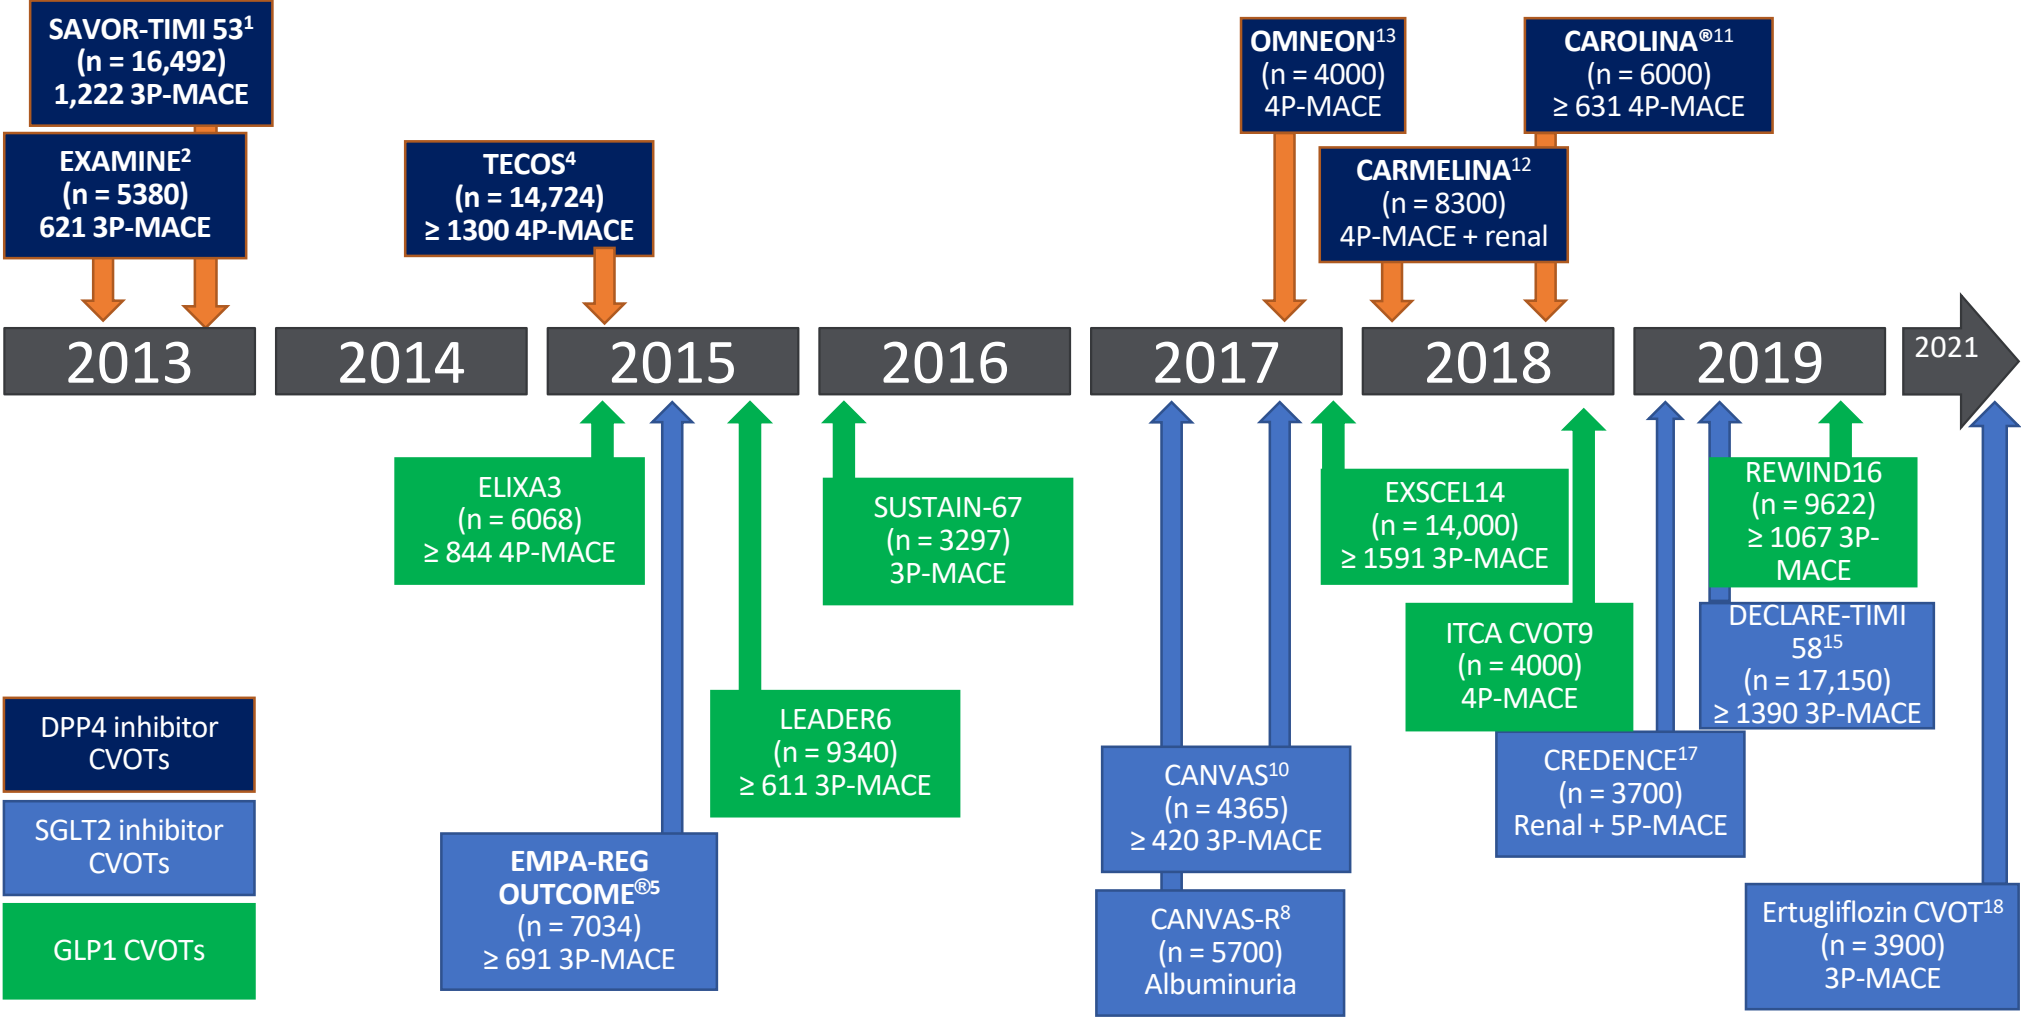 SAVOR-TIMI 53¹
(n = 16,492)
1,222 3P-MACE
EXAMINE²
(n = 5380)
621 3P-MACE
TECOS⁴
(n = 14,724)
≥ 1300 4P-MACE
OMNEON¹³
(n = 4000)
4P-MACE
CARMELINA¹²
(n = 8300)
4P-MACE + renal
CAROLINA®¹¹
(n = 6000)
≥ 631 4P-MACE
2013
2014
2015
2016
2017
2018
2019
2021
ELIXA3
(n = 6068)
≥ 844 4P-MACE
EMPA-REG
OUTCOME®⁵
(n = 7034)
≥ 691 3P-MACE
LEADER6
(n = 9340)
≥ 611 3P-MACE
SUSTAIN-67
(n = 3297)
3P-MACE
CANVAS¹⁰
(n = 4365)
≥ 420 3P-MACE
CANVAS-R⁸
(n = 5700)
Albuminuria
EXSCEL14
(n = 14,000)
≥ 1591 3P-MACE
ITCA CVOT9
(n = 4000)
4P-MACE
CREDENCE¹⁷
(n = 3700)
Renal + 5P-MACE
REWIND16
(n = 9622)
≥ 1067 3P-
MACE
DECLARE-TIMI
58¹⁵
(n = 17,150)
≥ 1390 3P-MACE
Ertugliflozin CVOT¹⁸
(n = 3900)
3P-MACE
DPP4 inhibitor
CVOTs
SGLT2 inhibitor
CVOTs
GLP1 CVOTs